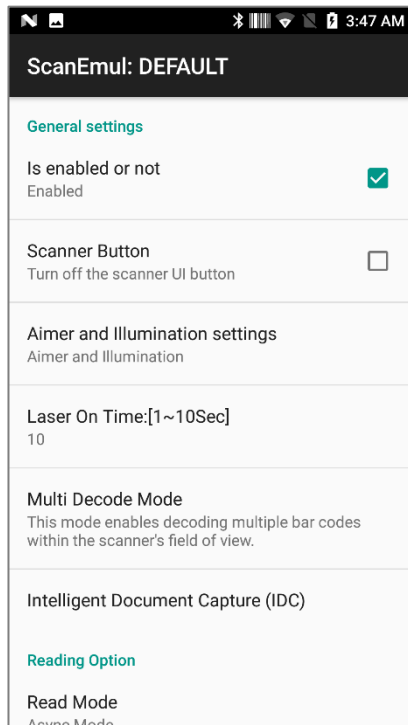 3:47 AM
ScanEmul: DEFAULT
General settings
Is enabled or not
Enabled
Scanner Button
Turn off the scanner UI button
Aimer and Illumination settings
Aimer and Illumination
Laser On Time:[1~10Sec]
10
Multi Decode Mode
This mode enables decoding multiple bar codes
within the scanner's field of view.
Intelligent Document Capture (IDC)
Reading Option
Read Mode
Async Mode